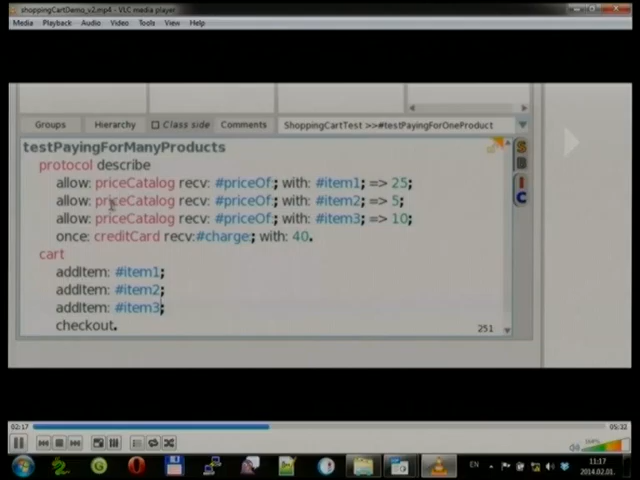 shoppingCartDemo_v2.mp4 - VLC media player
Media Playback Audio Video Tools View Help
Groups Hierarchy Class side Comments ShoppingCartTest >>#testPayingForOneProduct
testPayingForManyProducts
protocol describe
allow: priceCatalog recv: #priceOf: ; with: #item1; => 25;
allow: priceCatalog recv: #priceOf: ; with: #item2; => 5;
allow: priceCatalog recv: #priceOf: ; with: #item3; => 10;
once: creditCard recv:#charge: ; with: 40.
cart
addItem: #item1;
addItem: #item2;
addItem: #item3;
checkout.
251
S
B
I
C
02:17
05:32
EN
11:17
2014.02.01.